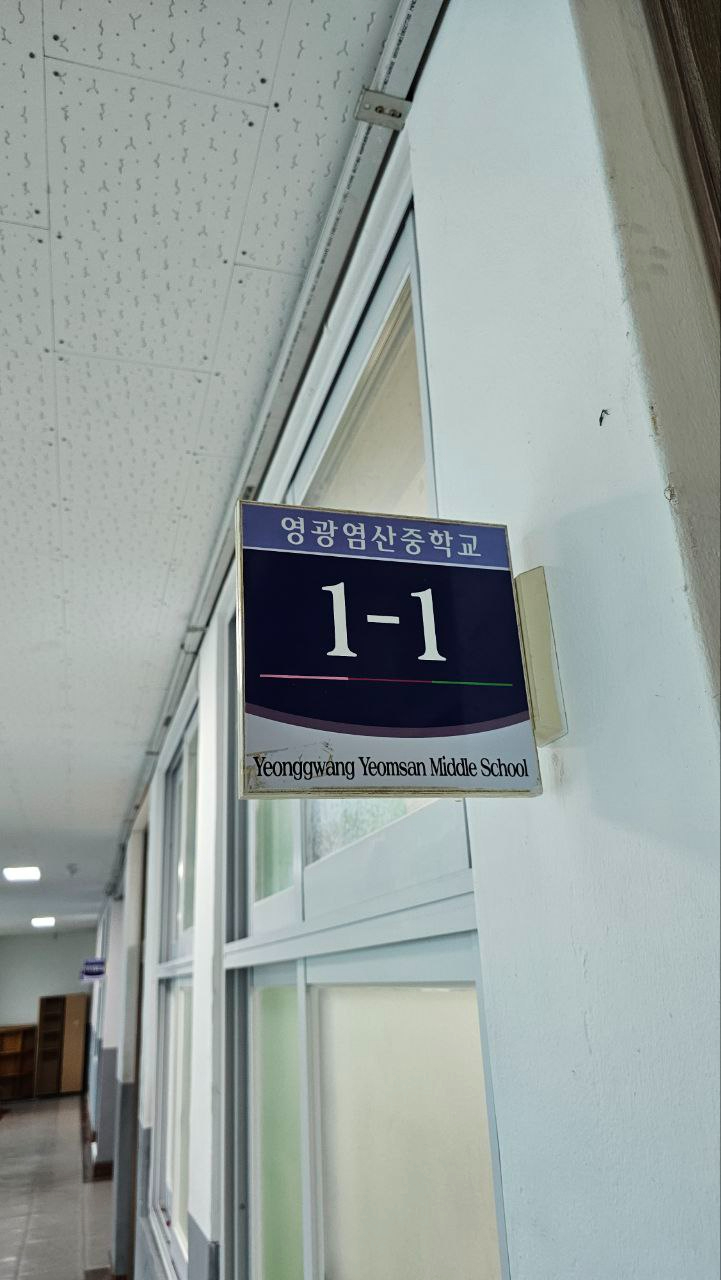 영광염산중학교
1-1
Yeonggwang Yeomsan Middle School